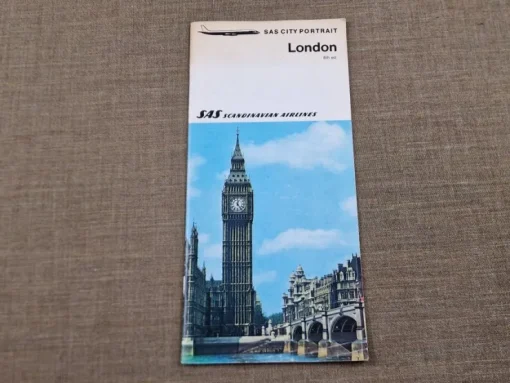 SAS CITY PORTRAIT
London
SAS SCANDINAVIAN AIRLINES